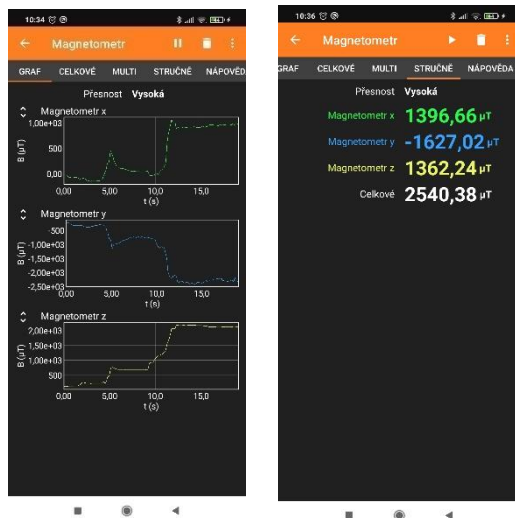 10:34
Magnetometr
GRAF CELKOVÉ MULTI STRUČNĚ NÁPOVĚD
Přesnost Vysoká
Magnetometr x
1,00e+03
500
0,00
B (µT)
0,00 5,00 10,0 15,0
t (s)
Magnetometr y
-500
-1,00e+03
-1,50e+03
-2,00e+03
-2,50e+03
B (µT)
0,00 5,00 10,0 15,0
t (s)
Magnetometr z
2,00e+03
1,50e+03
1,00e+03
500
B (µT)
0,00 5,00 10,0 15,0
t (s)
10:36
Magnetometr
GRAF CELKOVÉ MULTI STRUČNĚ NÁPOVĚDA
Přesnost Vysoká
Magnetometr x 1396,66 µT
Magnetometr y -1627,02 µT
Magnetometr z 1362,24 µT
Celkové 2540,38 µT